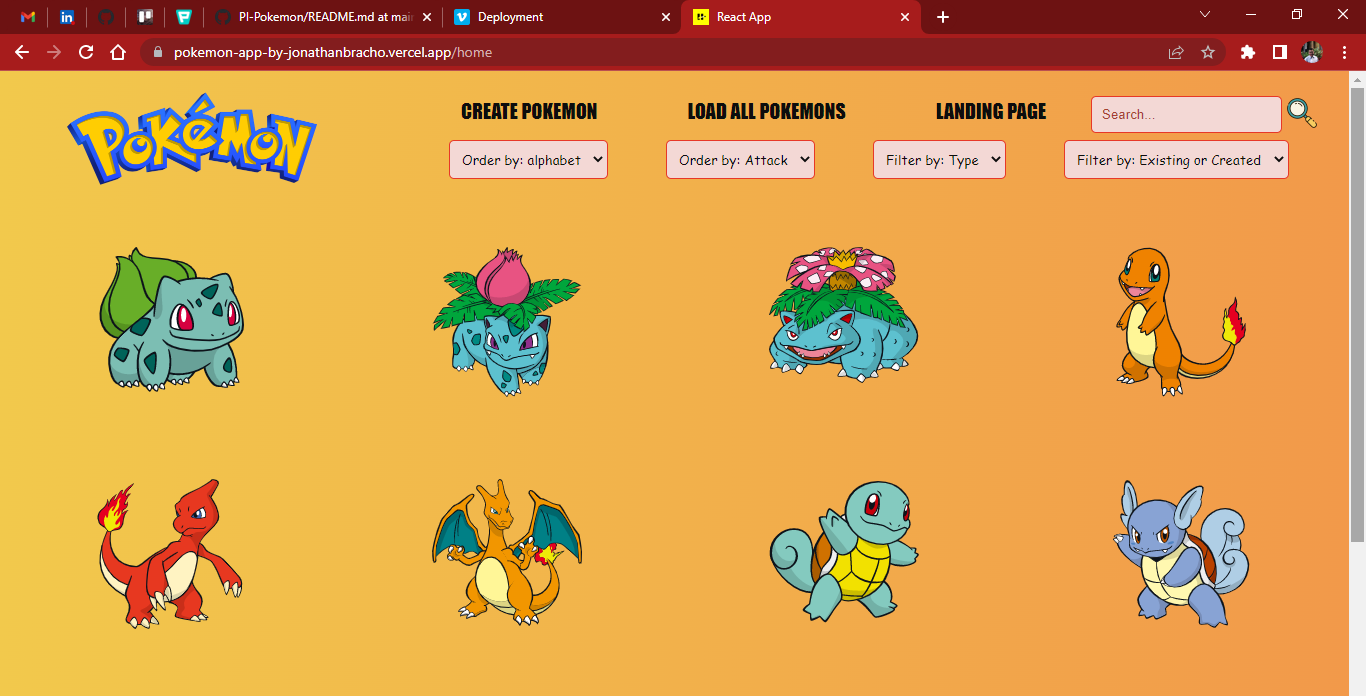 PI-Pokemon/README.md at mai
Deployment
React App
pokemon-app-by-jonathanbracho.vercel.app/home
POKéMON
CREATE POKEMON
LOAD ALL POKEMONS
LANDING PAGE
Search...
Order by: alphabet
Order by: Attack
Filter by: Type
Filter by: Existing or Created